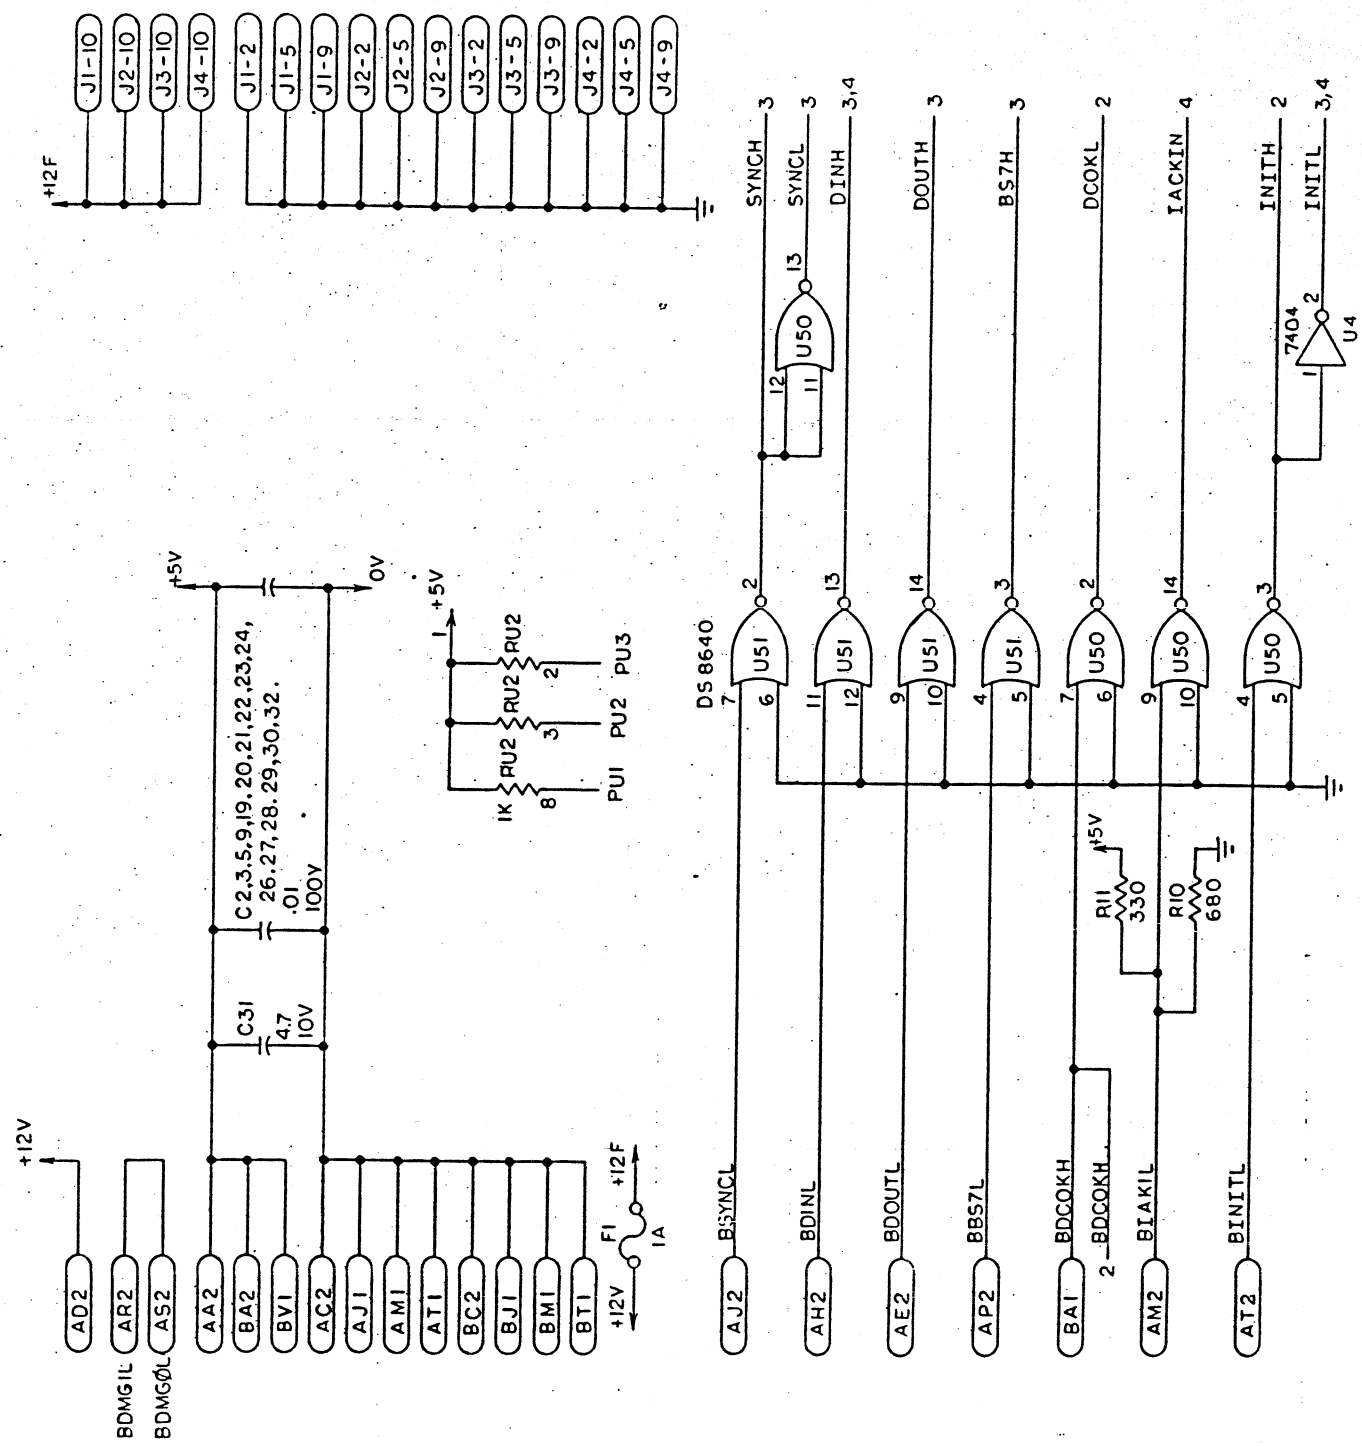 +12V
AD2
BDMGIL AR2
BDMGØL AS2
AA2
BA2
BV1
AC2
AJ1
AM1
AT1
BC2
BJ1
BM1
BT1
+12V F1 1A +12F
C31
4.7
10V
C2,3,5,9,19,20,21,22,23,24,
26,27,28,29,30,32.
.01
100V
+5V
0V
+5V
1
1K RU2 8 PU1
RU2 3 PU2
RU2 2 PU3
+12F
J1-10
J2-10
J3-10
J4-10
J1-2
J1-5
J1-9
J2-2
J2-5
J2-9
J3-2
J3-5
J3-9
J4-2
J4-5
J4-9
DS8640
AJ2 BSYNCL 7 6 U51 2 SYNCH 3
12 11 U50 13 SYNCL 3
AH2 BDINL 11 12 U51 13 DINH 3,4
AE2 BDOUTL 9 10 U51 14 DOUTH 3
AP2 BBS7L 4 5 U51 3 BS7H 3
BA1 BDCOKH 7 6 U50 2 DCOKL 2
2 BDCOKH
+5V
R11
330
R10
680
AM2 BIAKIL 9 10 U50 14 IACKIN 4
AT2 BINITL 4 5 U50 3 INITH 2
1 7404 2 U4 INITL 3,4